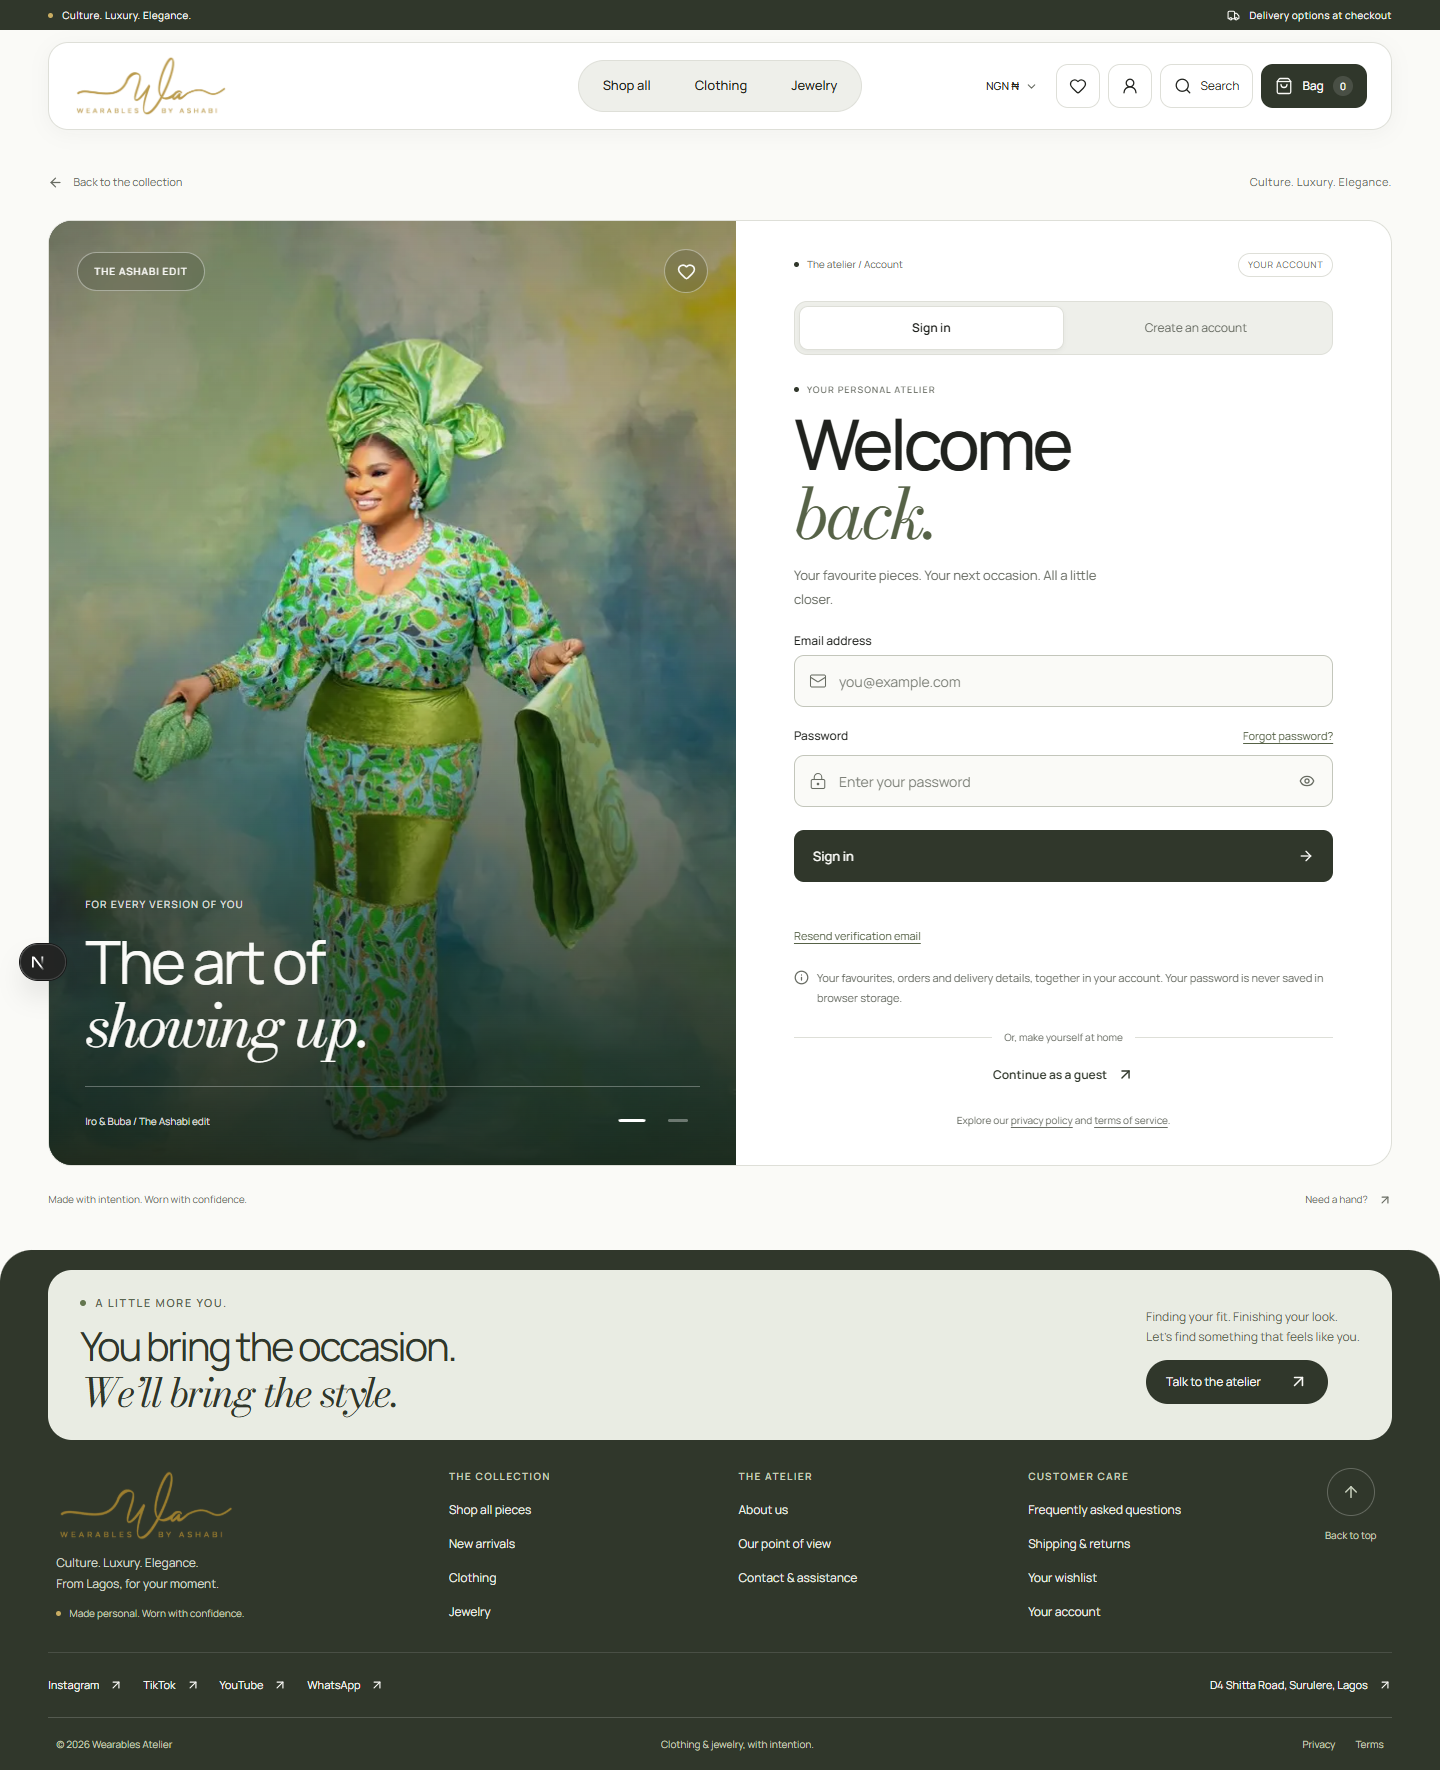 Culture. Luxury. Elegance.
Delivery options at checkout
Wla
WEARABLES BY ASHABI
Shop all
Clothing
Jewelry
NGN ₦
Search
Bag
0
Back to the collection
Culture. Luxury. Elegance.
THE ASHABI EDIT
FOR EVERY VERSION OF YOU
The art of
showing up.
Iro & Buba / The Ashabi edit
N
The atelier / Account
YOUR ACCOUNT
Sign in
Create an account
YOUR PERSONAL ATELIER
Welcome
back.
Your favourite pieces. Your next occasion. All a little
closer.
Email address
you@example.com
Password
Forgot password?
Enter your password
Sign in
Resend verification email
Your favourites, orders and delivery details, together in your account. Your password is never saved in
browser storage.
Or, make yourself at home
Continue as a guest
Explore our privacy policy and terms of service.
Made with intention. Worn with confidence.
Need a hand?
A LITTLE MORE YOU.
You bring the occasion.
We’ll bring the style.
Finding your fit. Finishing your look.
Let’s find something that feels like you.
Talk to the atelier
Wla
WEARABLES BY ASHABI
Culture. Luxury. Elegance.
From Lagos, for your moment.
Made personal. Worn with confidence.
THE COLLECTION
Shop all pieces
New arrivals
Clothing
Jewelry
THE ATELIER
About us
Our point of view
Contact & assistance
CUSTOMER CARE
Frequently asked questions
Shipping & returns
Your wishlist
Your account
Back to top
Instagram
TikTok
YouTube
WhatsApp
D4 Shitta Road, Surulere, Lagos
© 2026 Wearables Atelier
Clothing & jewelry, with intention.
Privacy
Terms